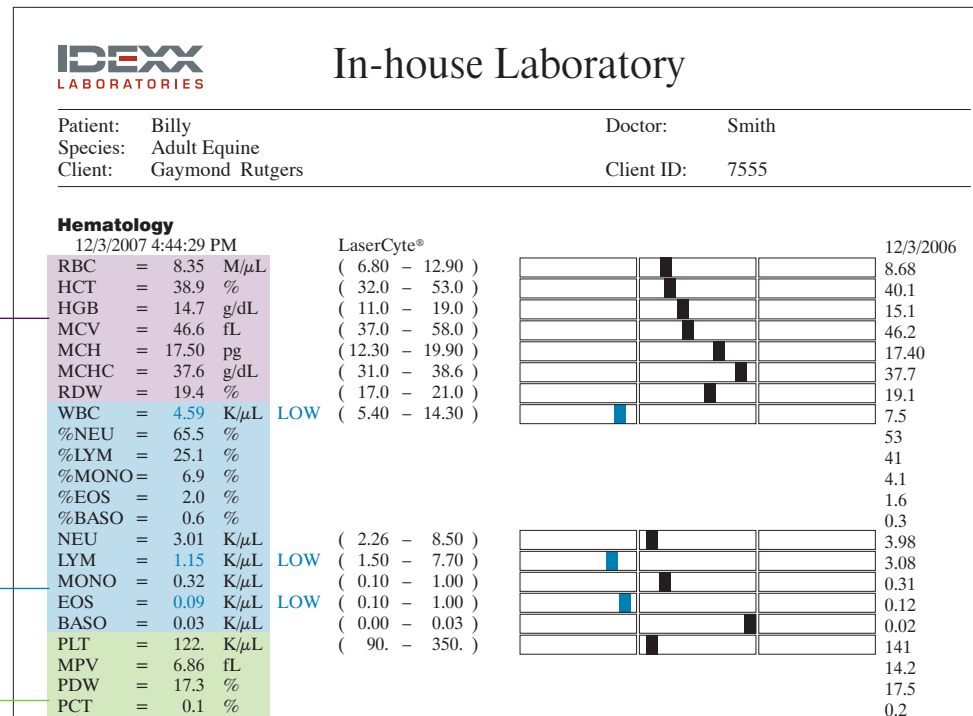 IDEXX
LABORATORIES
In-house Laboratory
Patient: Billy Doctor: Smith
Species: Adult Equine
Client: Gaymond Rutgers Client ID: 7555
Hematology
12/3/2007 4:44:29 PM LaserCyte® 12/3/2006
RBC = 8.35 M/μL ( 6.80 – 12.90 ) 8.68
HCT = 38.9 % ( 32.0 – 53.0 ) 40.1
HGB = 14.7 g/dL ( 11.0 – 19.0 ) 15.1
MCV = 46.6 fL ( 37.0 – 58.0 ) 46.2
MCH = 17.50 pg ( 12.30 – 19.90 ) 17.40
MCHC = 37.6 g/dL ( 31.0 – 38.6 ) 37.7
RDW = 19.4 % ( 17.0 – 21.0 ) 19.1
WBC = 4.59 K/μL LOW ( 5.40 – 14.30 ) 7.5
%NEU = 65.5 % 53
%LYM = 25.1 % 41
%MONO = 6.9 % 4.1
%EOS = 2.0 % 1.6
%BASO = 0.6 % 0.3
NEU = 3.01 K/μL ( 2.26 – 8.50 ) 3.98
LYM = 1.15 K/μL LOW ( 1.50 – 7.70 ) 3.08
MONO = 0.32 K/μL ( 0.10 – 1.00 ) 0.31
EOS = 0.09 K/μL LOW ( 0.10 – 1.00 ) 0.12
BASO = 0.03 K/μL ( 0.00 – 0.03 ) 0.02
PLT = 122. K/μL ( 90. – 350. ) 141
MPV = 6.86 fL 14.2
PDW = 17.3 % 17.5
PCT = 0.1 % 0.2